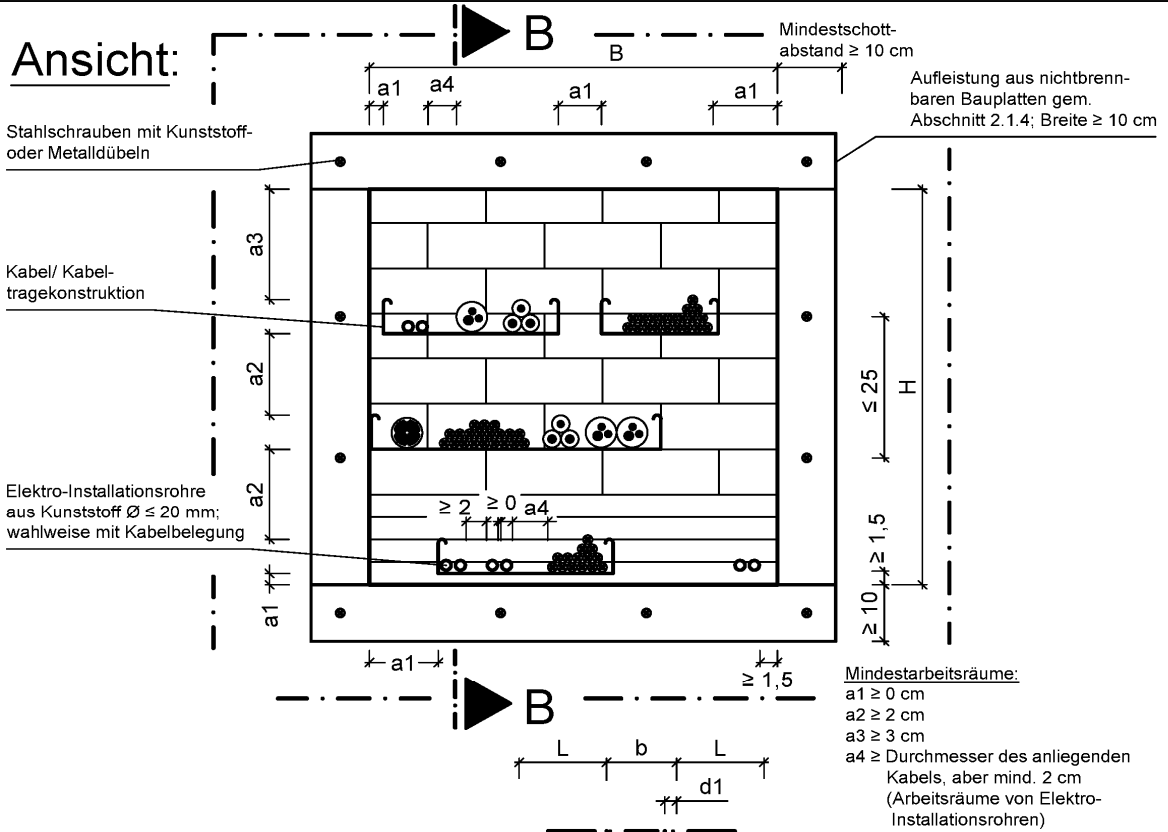 Ansicht:
B
B
Mindestschott-
abstand ≥ 10 cm
a1
a4
a1
a1
Aufleistung aus nichtbrenn-
baren Bauplatten gem.
Abschnitt 2.1.4; Breite ≥ 10 cm
Stahlschrauben mit Kunststoff-
oder Metalldübeln
a3
Kabel/ Kabel-
tragekonstruktion
a2
≤ 25
H
a2
Elektro-Installationsrohre
aus Kunststoff Ø ≤ 20 mm;
wahlweise mit Kabelbelegung
≥ 2
≥ 0
a4
≥ 1,5
a1
≥ 10
a1
≥ 1,5
B
Mindestarbeitsräume:
a1 ≥ 0 cm
a2 ≥ 2 cm
a3 ≥ 3 cm
a4 ≥ Durchmesser des anliegenden
Kabels, aber mind. 2 cm
(Arbeitsräume von Elektro-
Installationsrohren)
L
b
L
d1